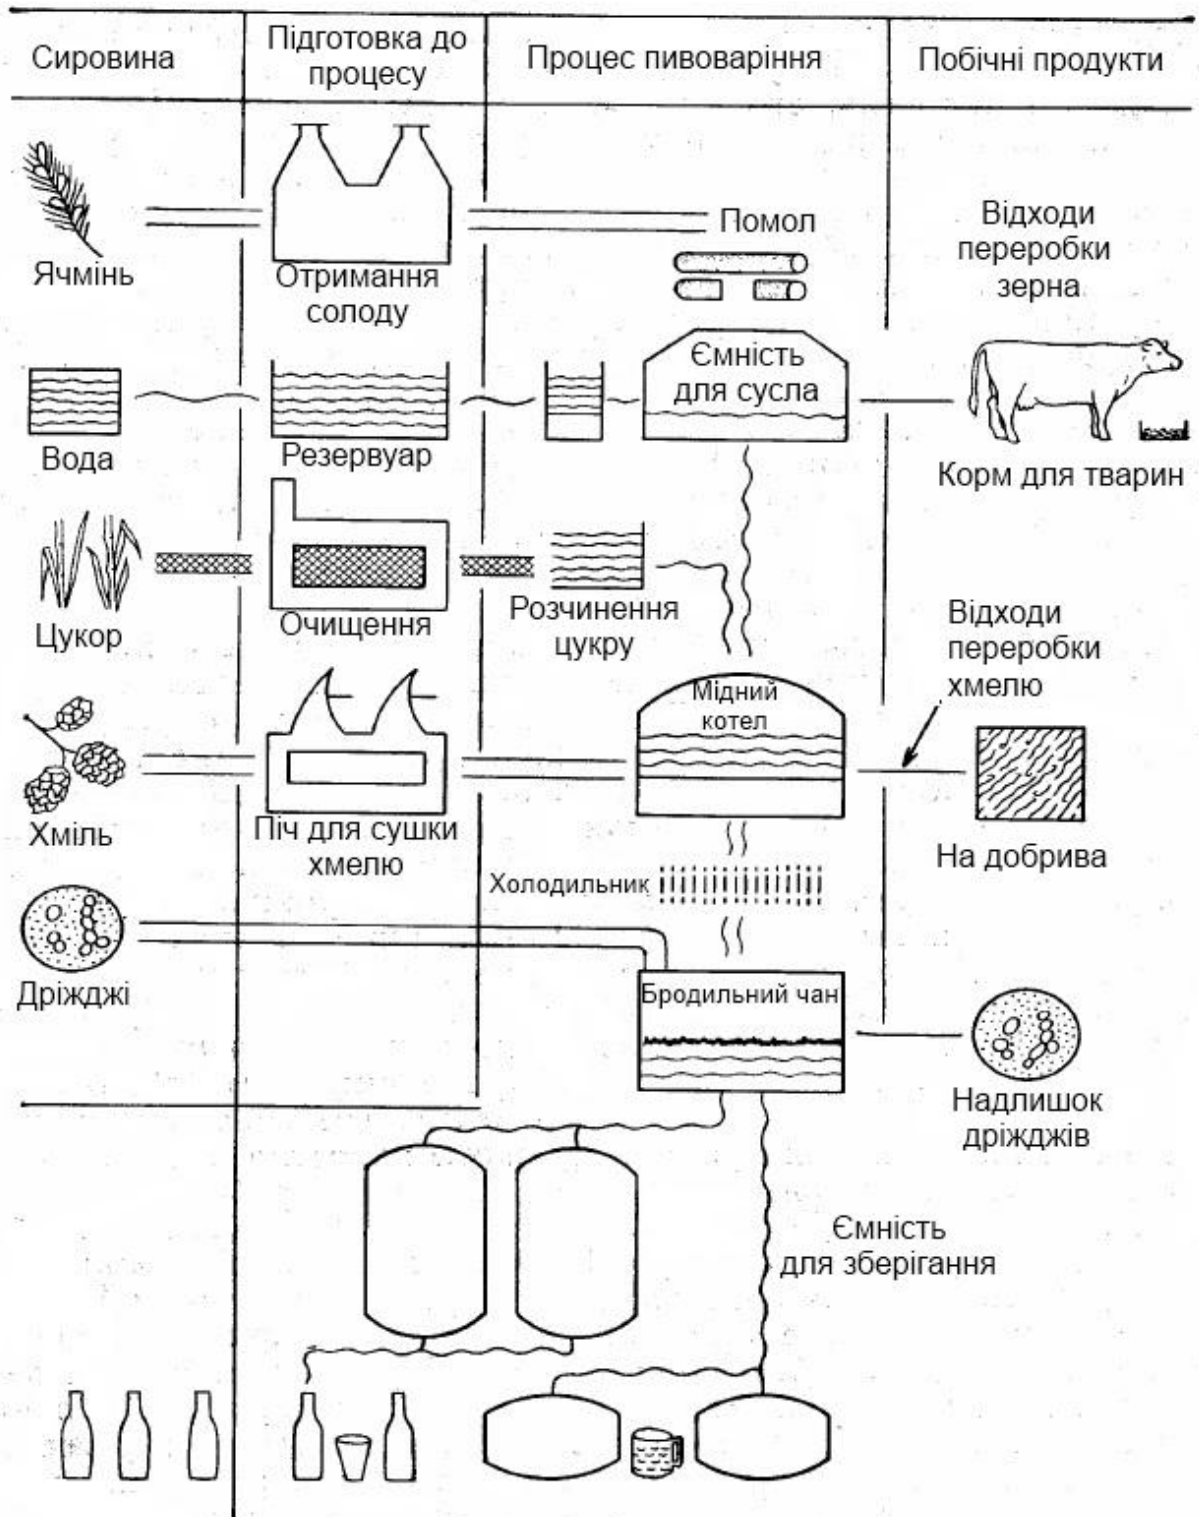 Сировина
Підготовка до
процесу
Процес пивоваріння
Побічні продукти
Ячмінь
Отримання
солоду
Помол
Відходи
переробки
зерна
Вода
Резервуар
Ємність
для сусла
Корм для тварин
Цукор
Очищення
Розчинення
цукру
Відходи
переробки
хмелю
Хміль
Піч для сушки
хмелю
Мідний
котел
На добрива
Холодильник
Дріжджі
Бродильний чан
Надлишок
дріжджів
Ємність
для зберігання